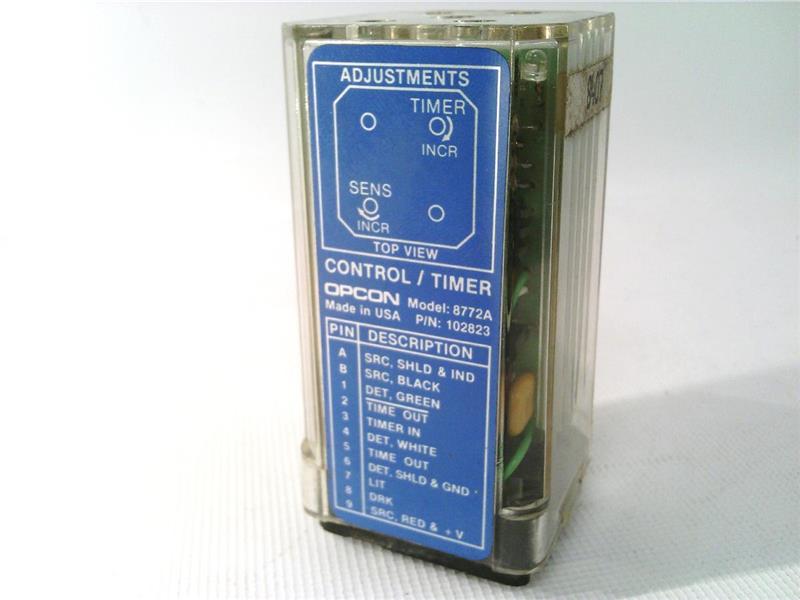 ADJUSTMENTS
TIMER
INCR
SENS
INCR
TOP VIEW
CONTROL / TIMER
OPCON Model: 8772A
Made in USA P/N: 102823
PIN DESCRIPTION
A SRC, SHLD & IND
B SRC, BLACK
1 DET, GREEN
2 TIME OUT
3 TIMER IN
4 DET, WHITE
5 TIME OUT
6 DET, SHLD & GND
7 LIT
8 DRK
9 SRC, RED & +V